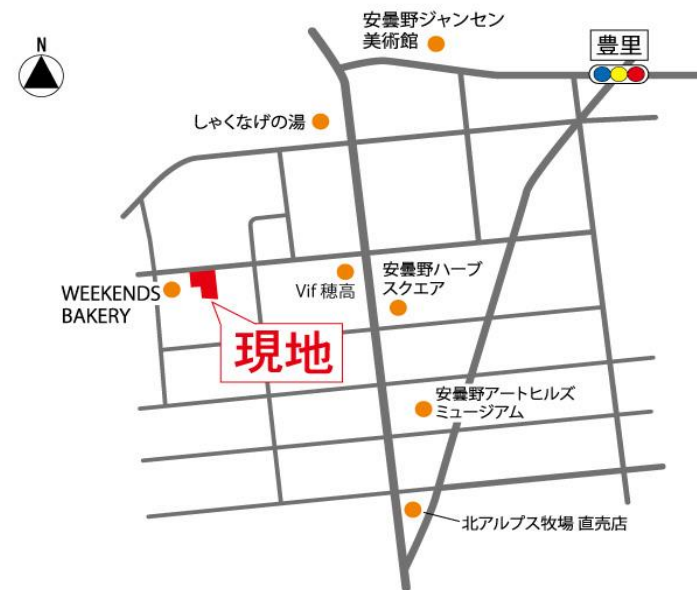 N
安曇野ジャンセン
美術館
豊里
しゃくなげの湯
WEEKENDS
BAKERY
Vif 穂高
安曇野ハーブ
スクエア
現地
安曇野アートヒルズ
ミュージアム
北アルプス牧場 直売店